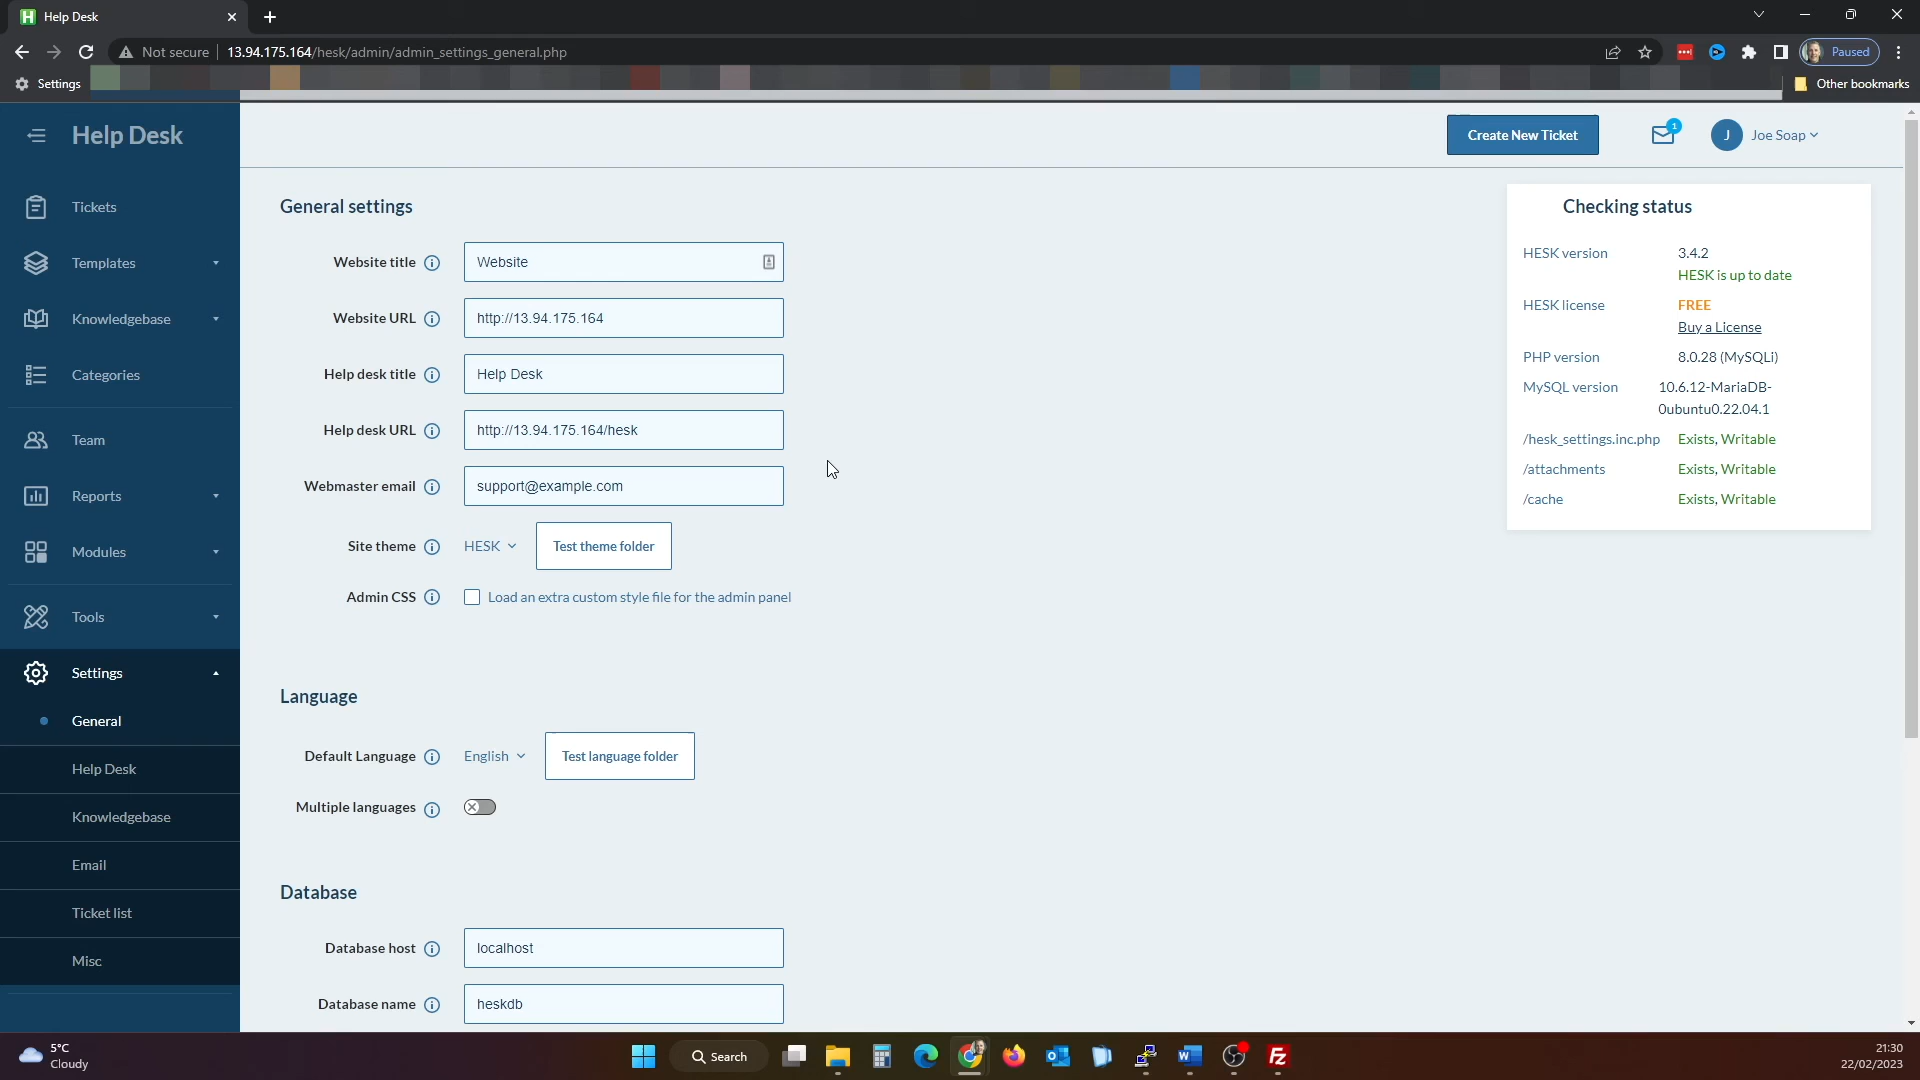 Help Desk
Not secure 13.94.175.164/hesk/admin/admin_settings_general.php
Paused
Settings
Other bookmarks
Help Desk
Create New Ticket
1
J
Joe Soap
Tickets
Templates
Knowledgebase
Categories
Team
Reports
Modules
Tools
Settings
General
Help Desk
Knowledgebase
Email
Ticket list
Misc
General settings
Website title Website
Website URL http://13.94.175.164
Help desk title Help Desk
Help desk URL http://13.94.175.164/hesk
Webmaster email support@example.com
Site theme HESK Test theme folder
Admin CSS Load an extra custom style file for the admin panel
Language
Default Language English Test language folder
Multiple languages
Database
Database host localhost
Database name heskdb
Checking status
HESK version 3.4.2
HESK is up to date
HESK license FREE
Buy a License
PHP version 8.0.28 (MySQLi)
MySQL version 10.6.12-MariaDB-
0ubuntu0.22.04.1
/hesk_settings.inc.php Exists, Writable
/attachments Exists, Writable
/cache Exists, Writable
5°C
Cloudy
Search
21:30
22/02/2023